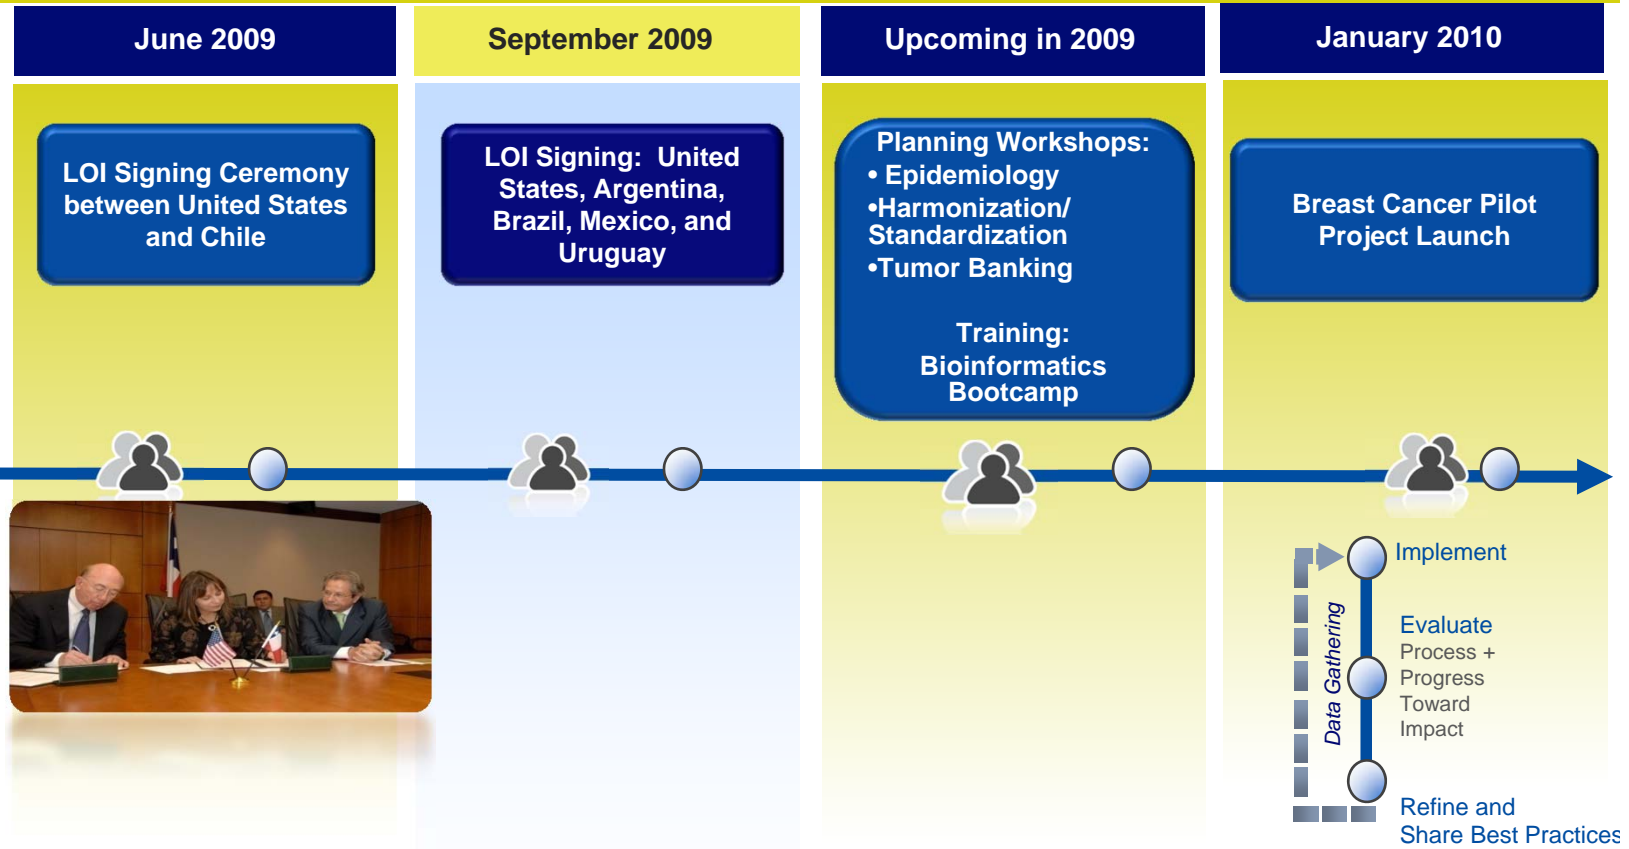 June 2009
LOI Signing Ceremony
between United States
and Chile
September 2009
LOI Signing:  United
States, Argentina,
Brazil, Mexico, and
Uruguay
Upcoming in 2009
Planning Workshops:
• Epidemiology
•Harmonization/
Standardization
•Tumor Banking
Training:
Bioinformatics
Bootcamp
January 2010
Breast Cancer Pilot
Project Launch
Implement
Data Gathering
Evaluate
Process +
Progress
Toward
Impact
Refine and
Share Best Practices